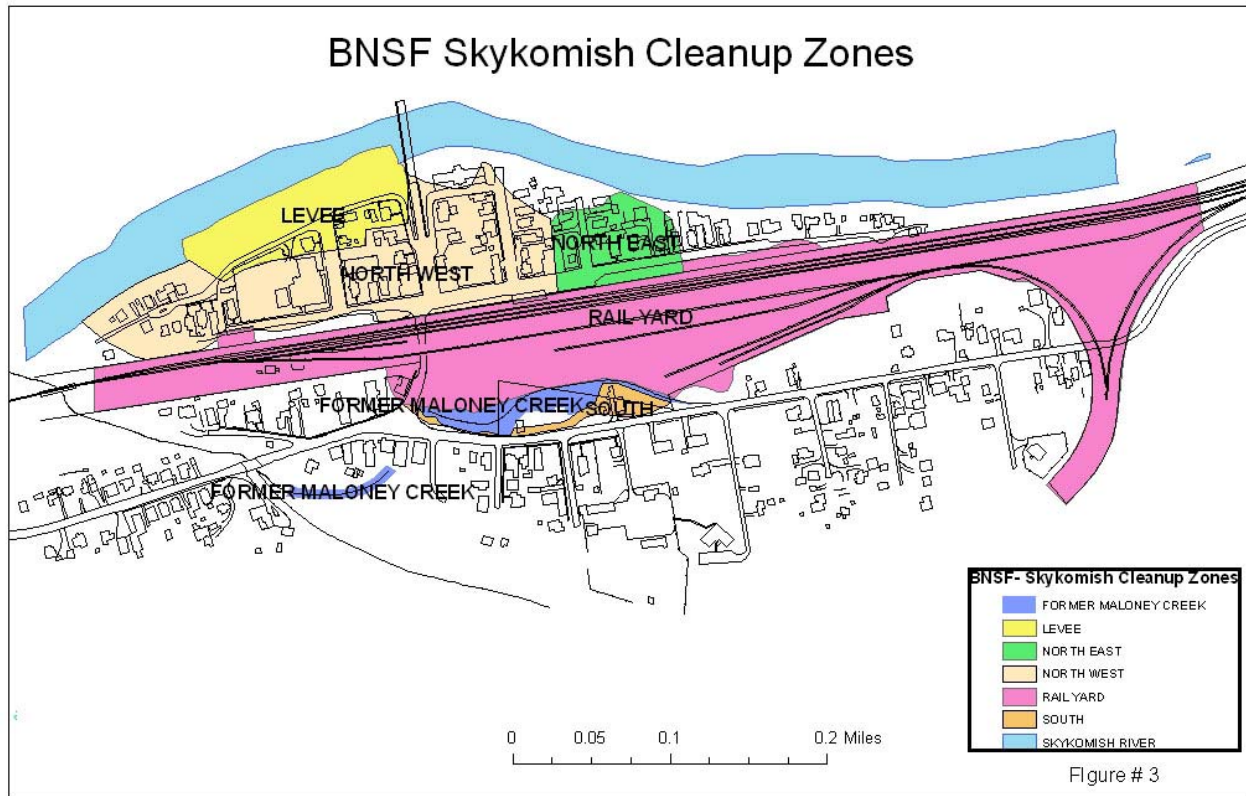 BNSF Skykomish Cleanup Zones
LEVEE
NORTH EAST
NORTH WEST
RAIL YARD
FORMER MALONEY CREEK
SOUTH
FORMER MALONEY CREEK
BNSF- Skykomish Cleanup Zones
FORMER MALONEY CREEK
LEVEE
NORTH EAST
NORTH WEST
RAIL YARD
SOUTH
SKYKOMISH RIVER
0 0.05 0.1 0.2 Miles
Figure # 3